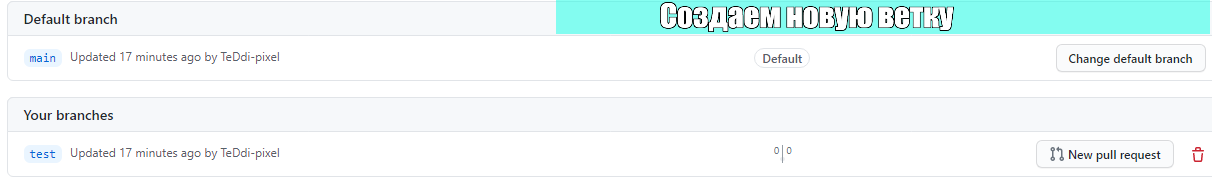 Default branch
Создаем новую ветку
main Updated 17 minutes ago by TeDdi-pixel Default Change default branch
Your branches
test Updated 17 minutes ago by TeDdi-pixel 0 0 New pull request